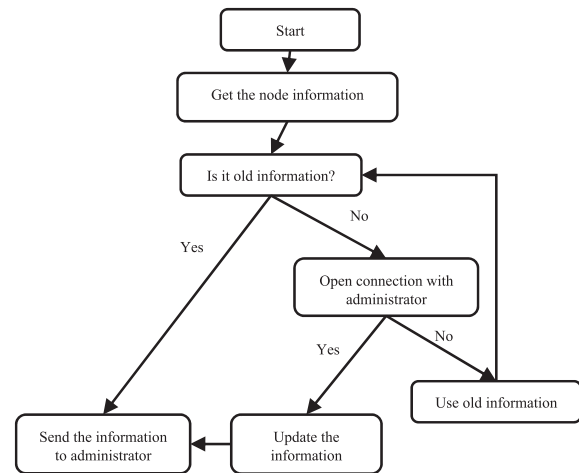 Start
Get the node information
Is it old information?
No
Yes
Open connection with
administrator
No
Yes
Use old information
Send the information
to administrator
Update the
information